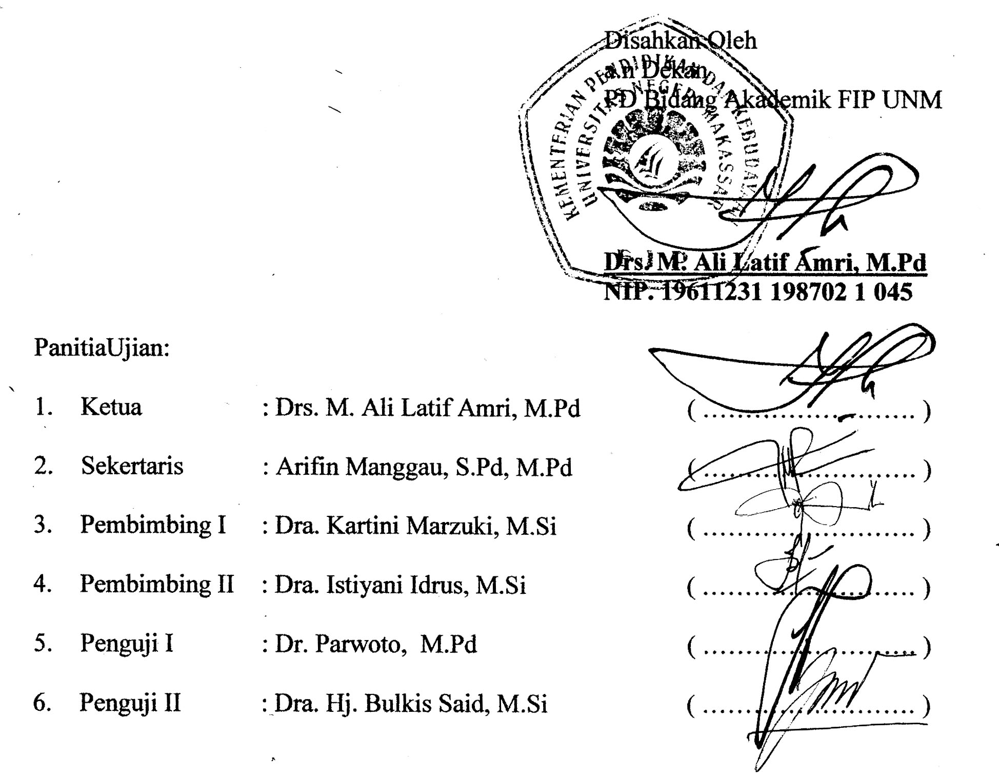 Disahkan Oleh
a.n Dekan
PD Bidang Akademik FIP UNM
KEMENTERIAN PENDIDIKAN DAN KEBUDAYAAN
UNIVERSITAS NEGERI MAKASSAR
Drs. M. Ali Latif Amri, M.Pd
NIP. 19611231 198702 1 045
PanitiaUjian:
1. Ketua : Drs. M. Ali Latif Amri, M.Pd ( ........................ )
2. Sekertaris : Arifin Manggau, S.Pd, M.Pd ( ........................ )
3. Pembimbing I : Dra. Kartini Marzuki, M.Si ( ........................ )
4. Pembimbing II : Dra. Istiyani Idrus, M.Si ( ........................ )
5. Penguji I : Dr. Parwoto, M.Pd ( ........................ )
6. Penguji II : Dra. Hj. Bulkis Said, M.Si ( ........................ )